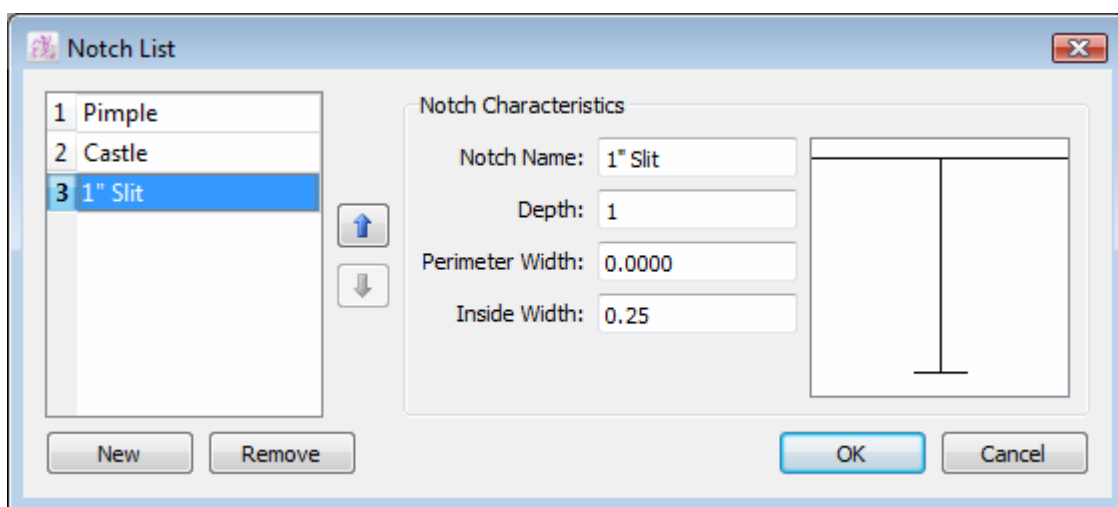 Notch List
1 Pimple
2 Castle
3 1" Slit
Notch Characteristics
Notch Name: 1" Slit
Depth: 1
Perimeter Width: 0.0000
Inside Width: 0.25
New Remove OK Cancel